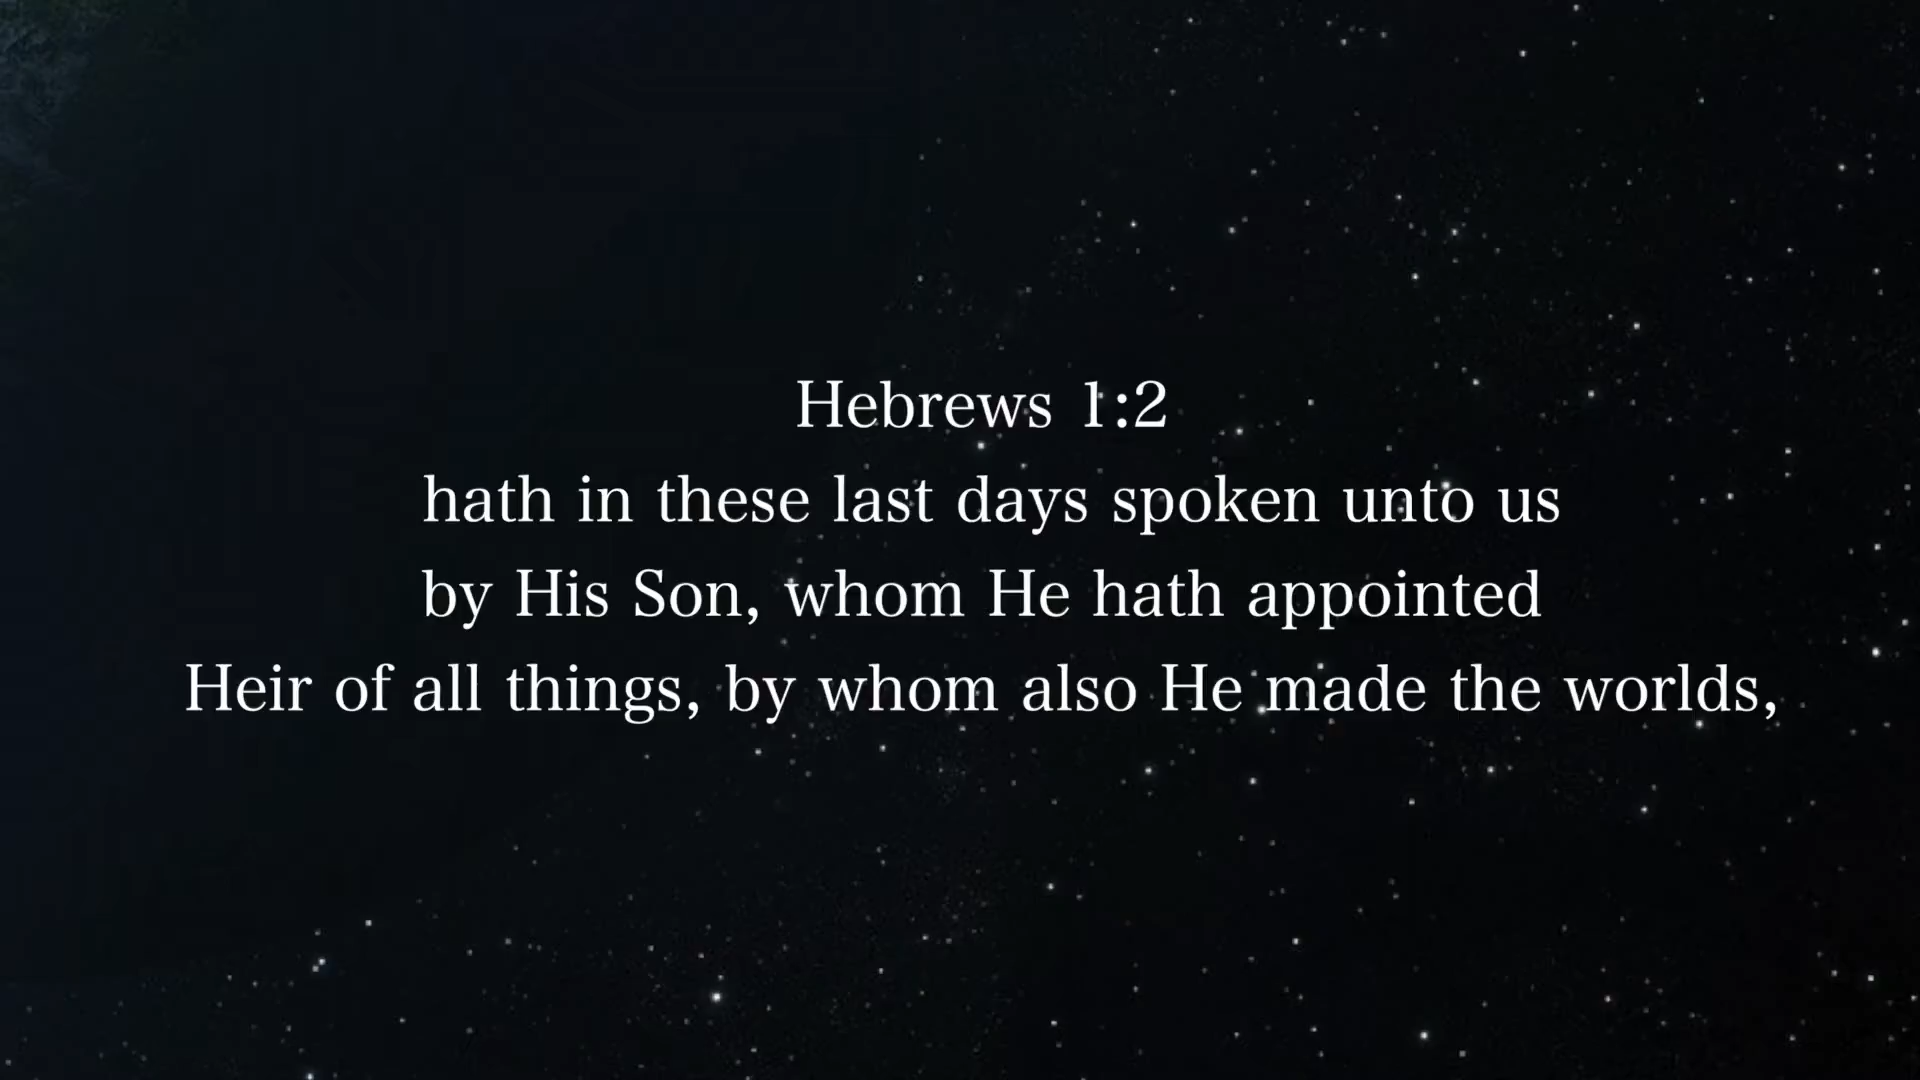 Hebrews 1:2
hath in these last days spoken unto us
by His Son, whom He hath appointed
Heir of all things, by whom also He made the worlds,